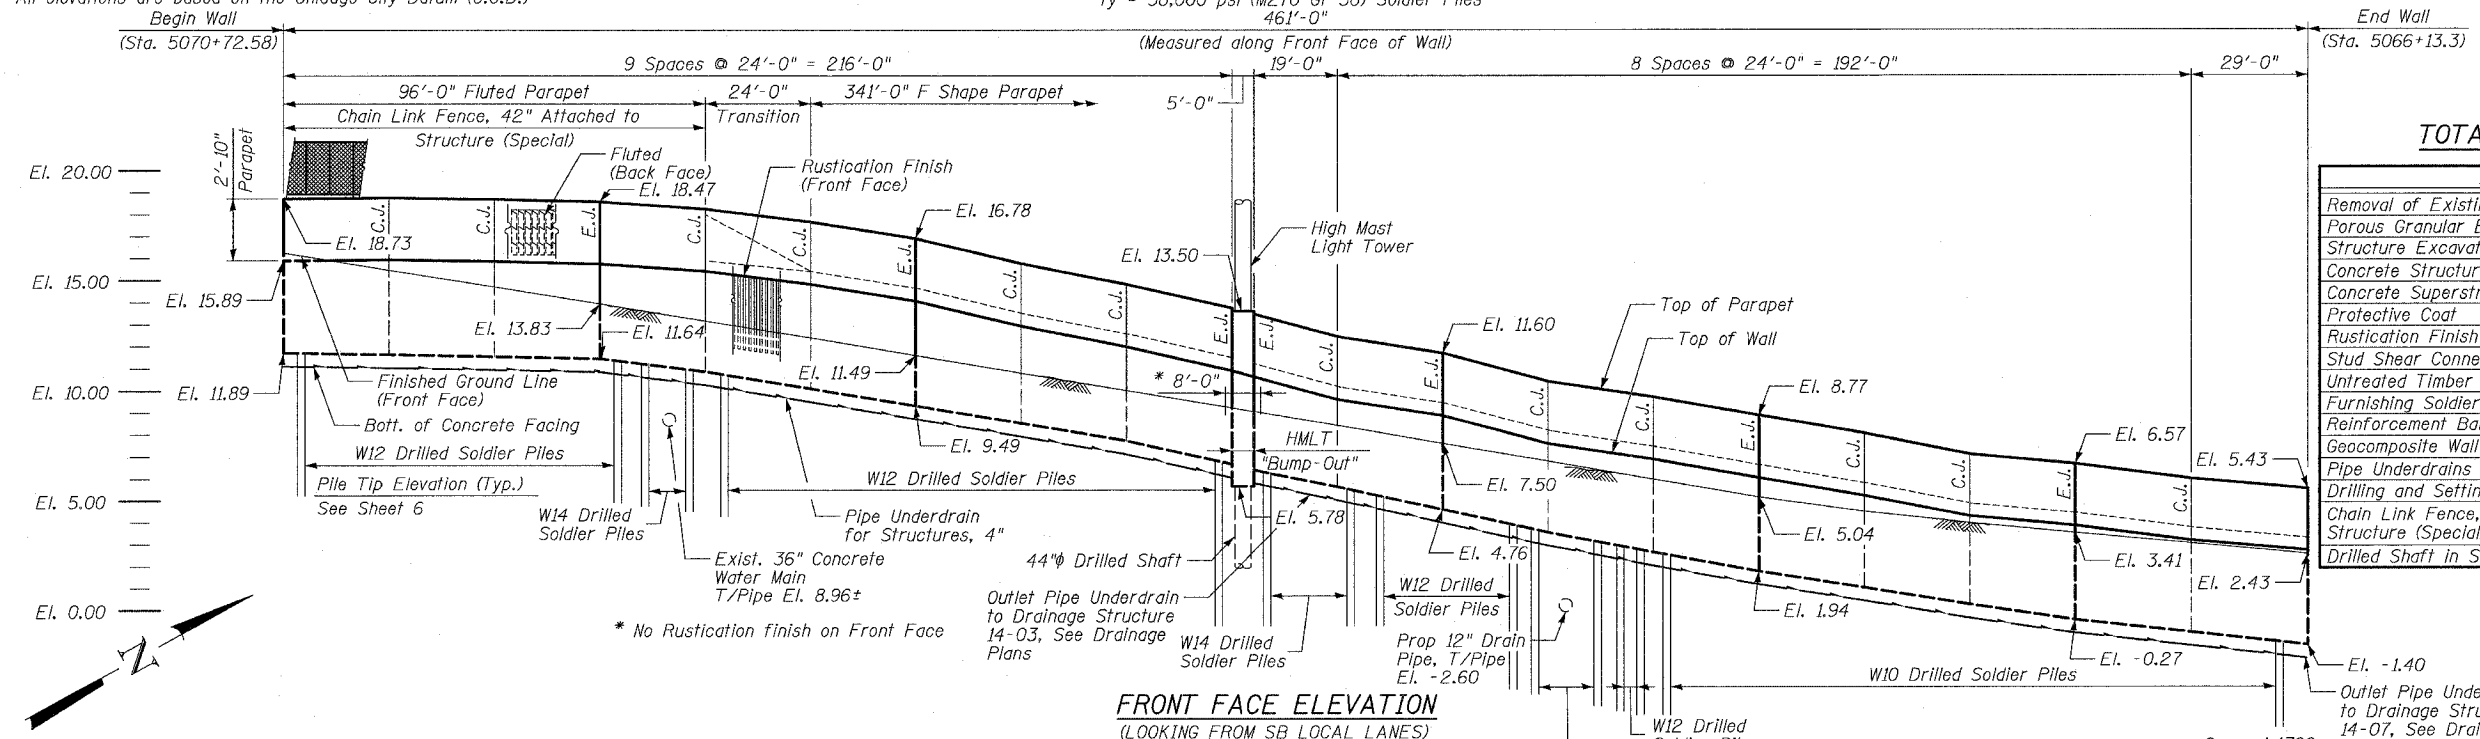 Begin Wall
(Sta. 5070+72.58)
461'-0"
(Measured along Front Face of Wall)
End Wall
(Sta. 5066+13.3)
9 Spaces @ 24'-0" = 216'-0"
19'-0"
8 Spaces @ 24'-0" = 192'-0"
29'-0"
96'-0" Fluted Parapet
24'-0"
341'-0" F Shape Parapet
5'-0"
Chain Link Fence, 42" Attached to
Structure (Special)
Transition
2'-10"
Parapet
Fluted
(Back Face)
Rustication Finish
(Front Face)
El. 20.00
El. 15.00
El. 10.00
El. 5.00
El. 0.00
El. 18.73
El. 18.47
El. 16.78
El. 13.50
High Mast
Light Tower
El. 15.89
El. 13.83
El. 11.64
El. 11.49
El. 11.89
El. 9.49
C.J.
C.J.
E.J.
C.J.
C.J.
E.J.
C.J.
C.J.
E.J.
E.J.
C.J.
E.J.
C.J.
C.J.
E.J.
C.J.
C.J.
E.J.
C.J.
* 8'-0"
HMLT
"Bump-Out"
El. 11.60
Top of Parapet
Top of Wall
El. 8.77
El. 6.57
El. 5.43
El. 7.50
El. 5.04
El. 3.41
El. 2.43
El. 5.78
El. 4.76
El. 1.94
El. -0.27
El. -1.40
Finished Ground Line
(Front Face)
Bott. of Concrete Facing
W12 Drilled Soldier Piles
Pile Tip Elevation (Typ.)
See Sheet 6
W14 Drilled
Soldier Piles
W12 Drilled Soldier Piles
Pipe Underdrain
for Structures, 4"
Exist. 36" Concrete
Water Main
T/Pipe El. 8.96±
44"φ Drilled Shaft
Outlet Pipe Underdrain
to Drainage Structure
14-03, See Drainage
Plans
W14 Drilled
Soldier Piles
W12 Drilled
Soldier Piles
Prop 12" Drain
Pipe, T/Pipe
El. -2.60
W10 Drilled Soldier Piles
W12 Drilled
Outlet Pipe Unde
to Drainage Stru
14-07, See Drai
* No Rustication finish on Front Face
N
FRONT FACE ELEVATION
(LOOKING FROM SB LOCAL LANES)
TOTA
Removal of Existi
Porous Granular E
Structure Excavat
Concrete Structur
Concrete Superstr
Protective Coat
Rustication Finish
Stud Shear Conne
Untreated Timber
Furnishing Soldier
Reinforcement Ba
Geocomposite Wall
Pipe Underdrains
Drilling and Settin
Chain Link Fence,
Structure (Special
Drilled Shaft in S